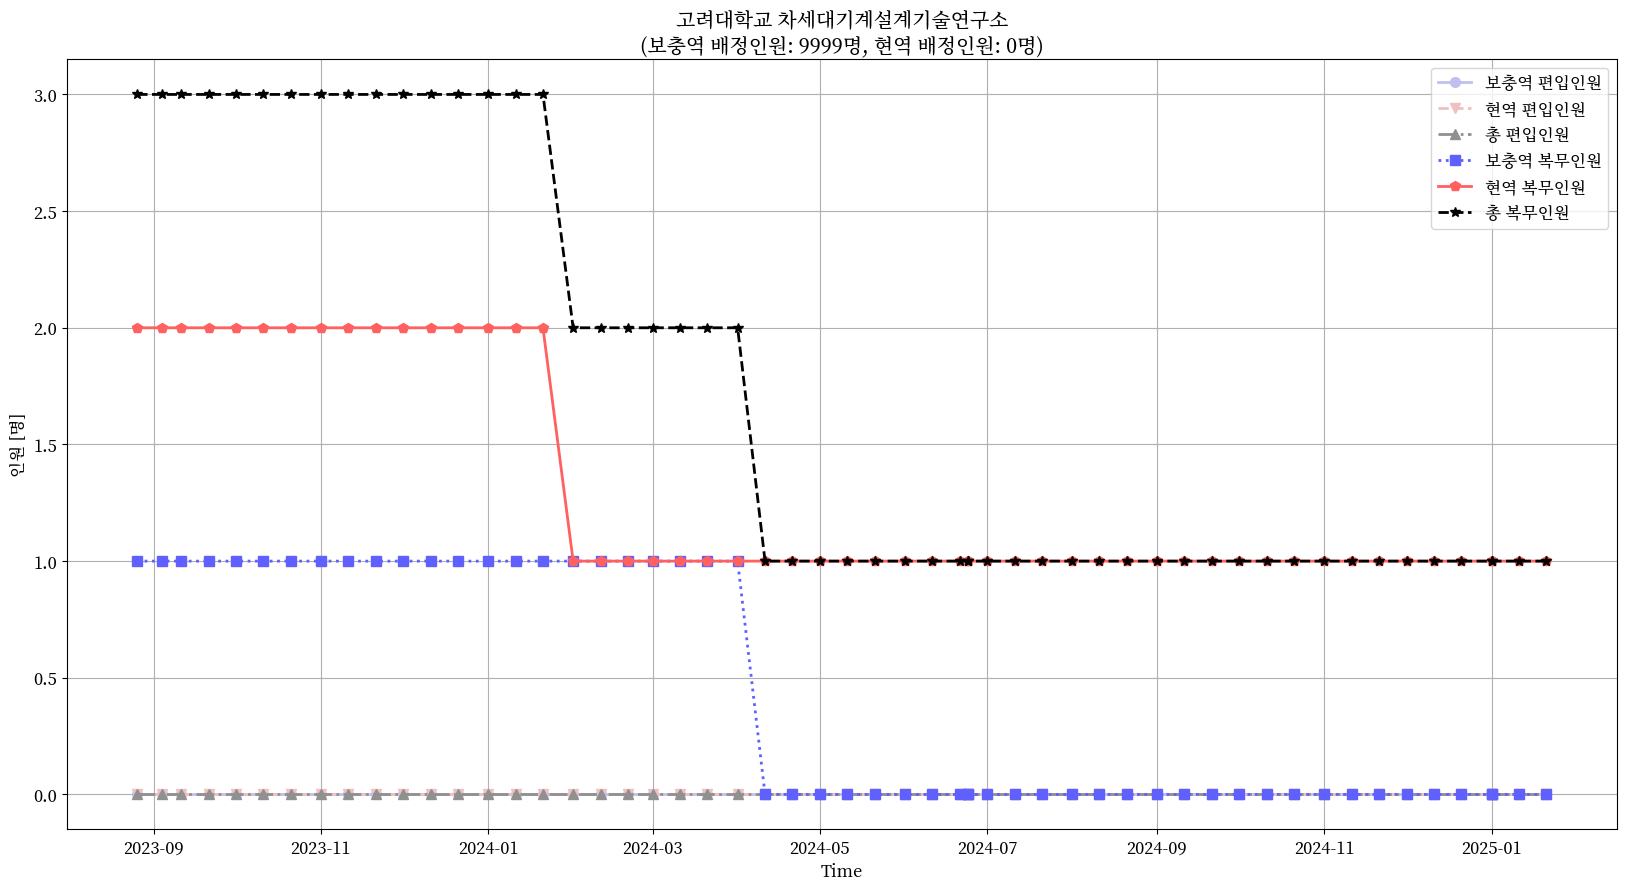 고려대학교 차세대기계설계기술연구소
(보충역 배정인원: 9999명, 현역 배정인원: 0명)
보충역 편입인원
현역 편입인원
총 편입인원
보충역 복무인원
현역 복무인원
총 복무인원
인원 [명]
3.0
2.5
2.0
1.5
1.0
0.5
0.0
2023-09
2023-11
2024-01
2024-03
2024-05
2024-07
2024-09
2024-11
2025-01
Time